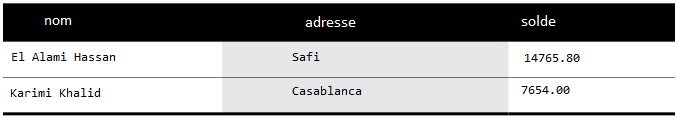 nom adresse solde
El Alami Hassan Safi 14765.80
Karimi Khalid Casablanca 7654.00